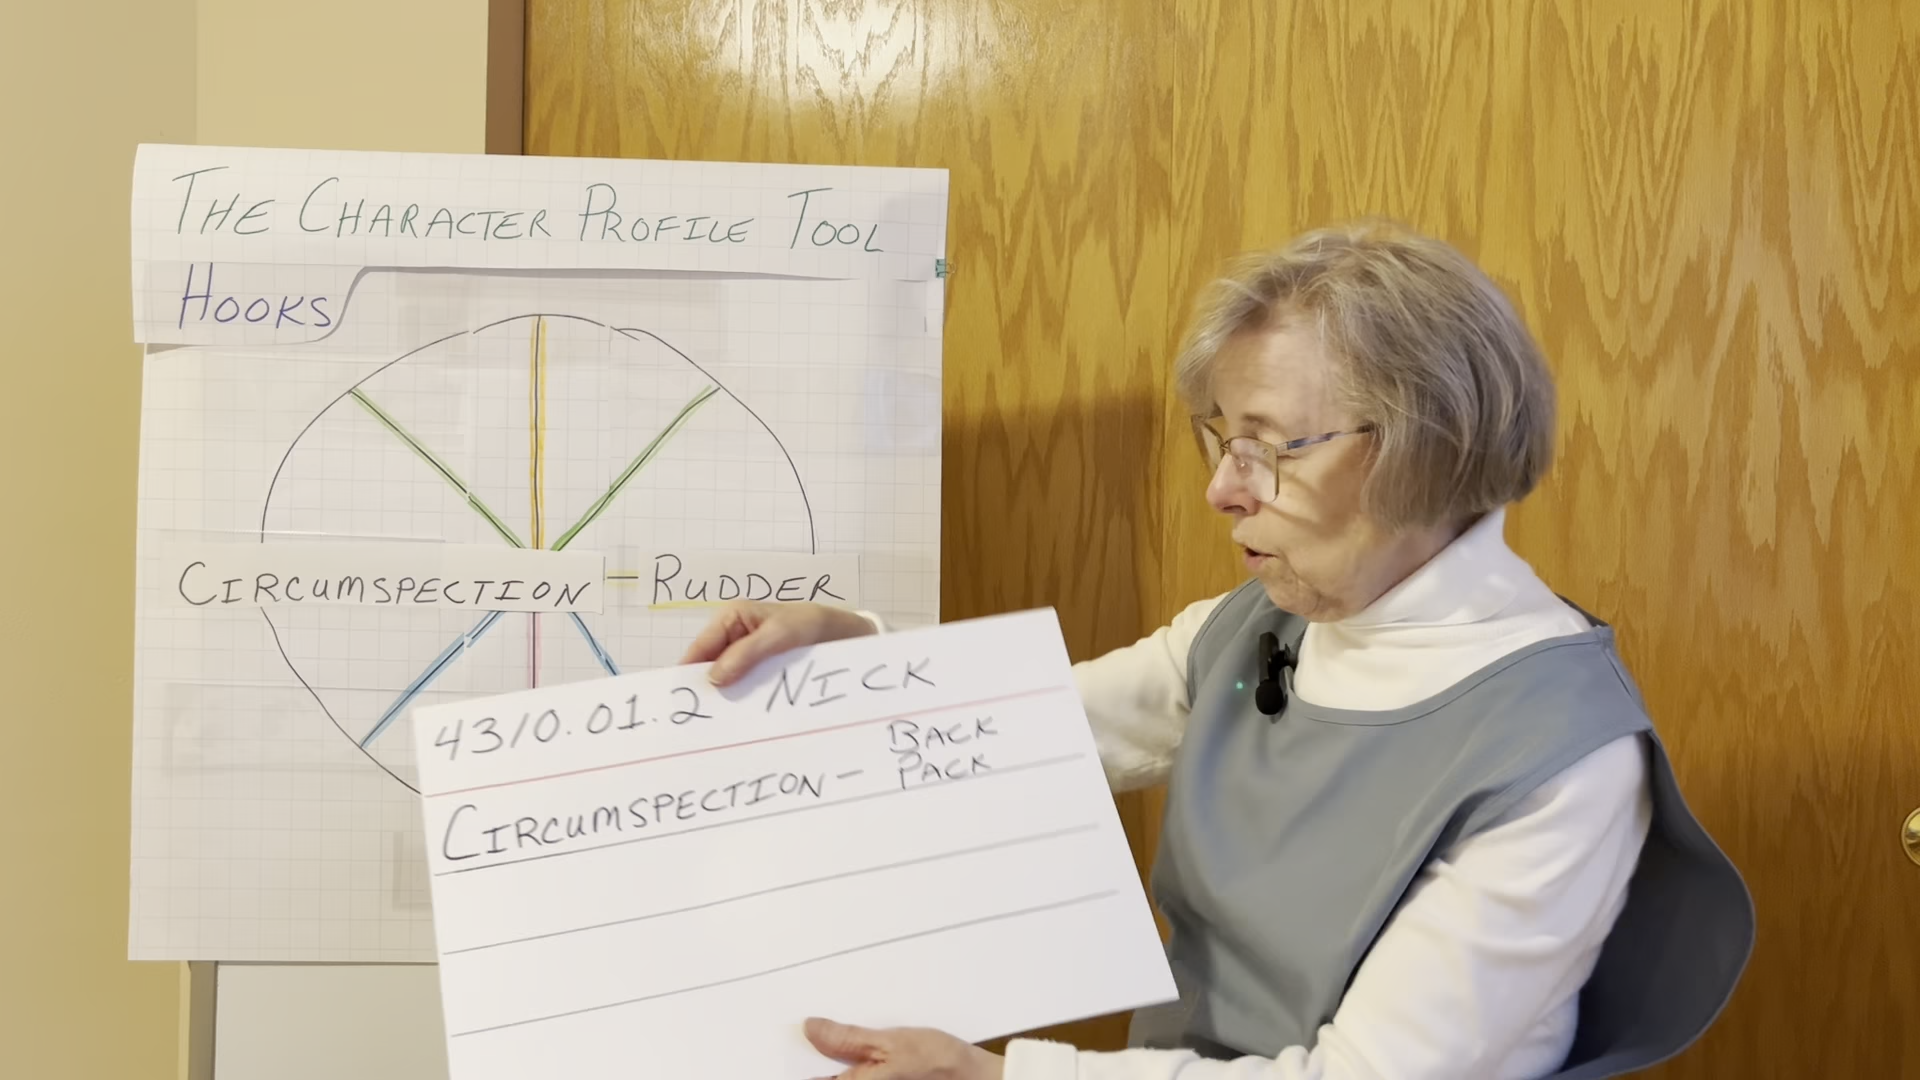 THE CHARACTER PROFILE TOOL
HOOKS
CIRCUMSPECTION – RUDDER
4310.01.2 NICK
CIRCUMSPECTION – BACK
PACK